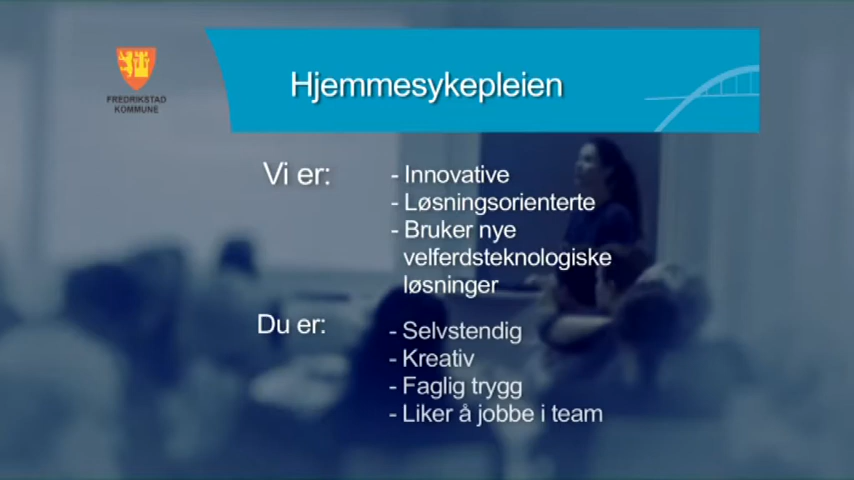 FREDRIKSTAD
KOMMUNE
Hjemmesykepleien
Vi er:
- Innovative
- Løsningsorienterte
- Bruker nye
velferdsteknologiske
løsninger
Du er:
- Selvstendig
- Kreativ
- Faglig trygg
- Liker å jobbe i team